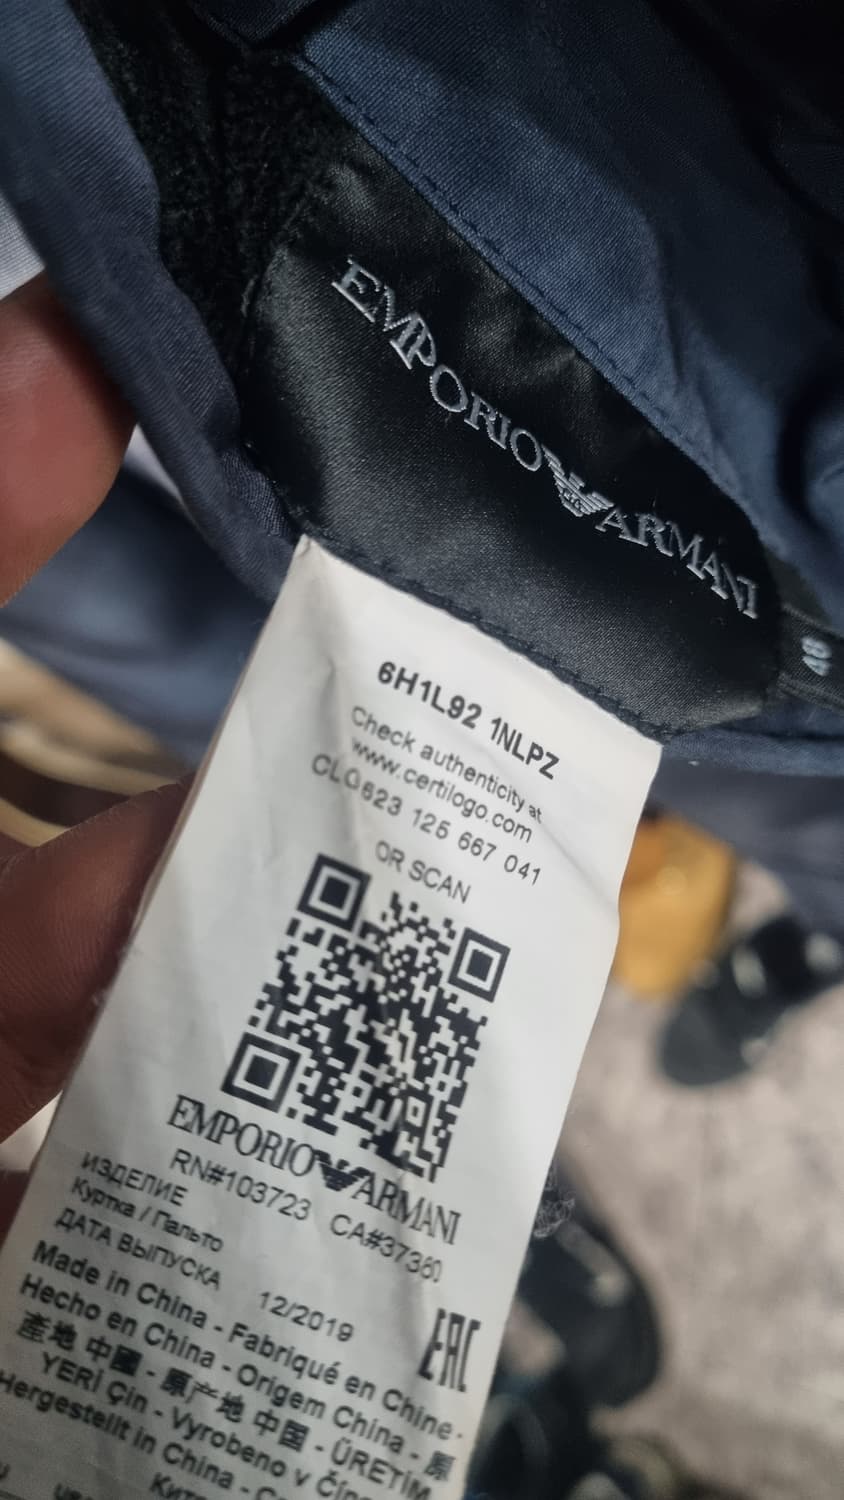 EMPORIO ARMANI
48
6H1L92 1NLPZ
Check authenticity at
www.certilogo.com
CLG623 125 667 041
OR SCAN
EMPORIO ARMANI
RN#103723 CA#37360
ИЗДЕЛИЕ
Куртка / Пальто
ДАТА ВЫПУСКА 12/2019
EAC
Made in China - Fabriqué en Chine -
Hecho en China - Origem China - 原
產地 中國 - 原产地 中国 - ÜRETİM
YERİ Çin - Vyrobeno v
Hergestellt in China